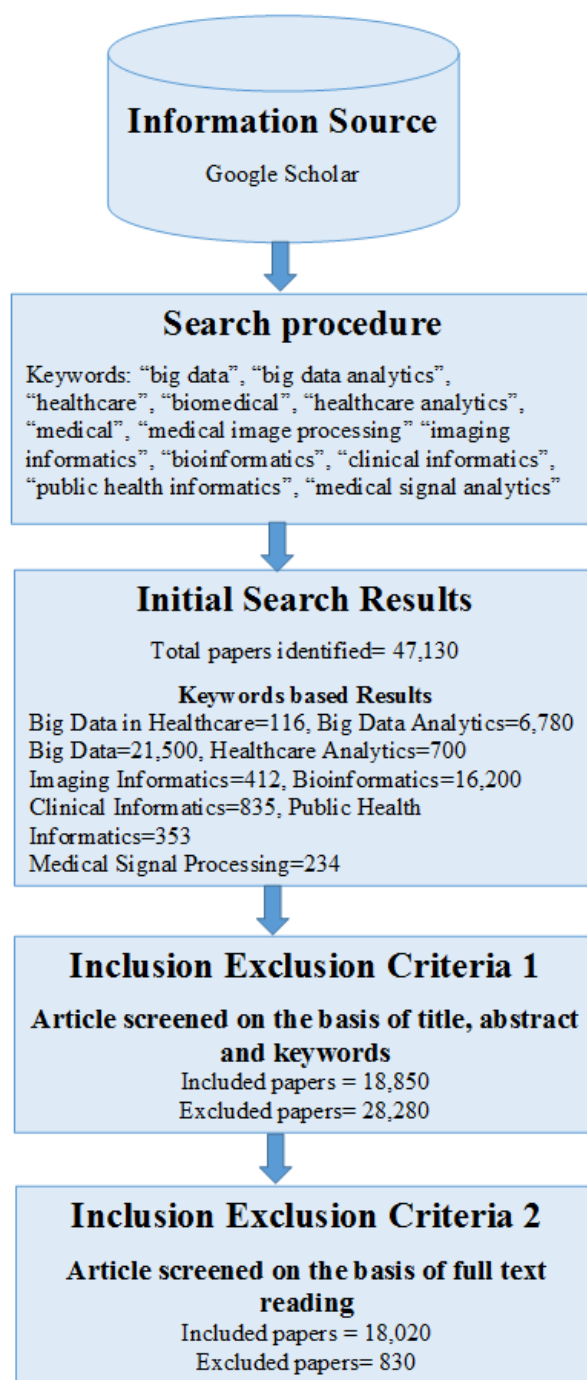 Information Source
Google Scholar
Search procedure
Keywords: “big data”, “big data analytics”,
“healthcare”, “biomedical”, “healthcare analytics”,
“medical”, “medical image processing” “imaging
informatics”, “bioinformatics”, “clinical informatics”,
“public health informatics”, “medical signal analytics”
Initial Search Results
Total papers identified= 47,130
Keywords based Results
Big Data in Healthcare=116, Big Data Analytics=6,780
Big Data=21,500, Healthcare Analytics=700
Imaging Informatics=412, Bioinformatics=16,200
Clinical Informatics=835, Public Health
Informatics=353
Medical Signal Processing=234
Inclusion Exclusion Criteria 1
Article screened on the basis of title, abstract
and keywords
Included papers = 18,850
Excluded papers= 28,280
Inclusion Exclusion Criteria 2
Article screened on the basis of full text
reading
Included papers = 18,020
Excluded papers= 830